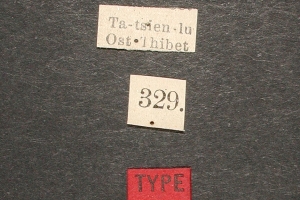 Ta-tsien-lu
Ost-Thibet
329.
TYPE